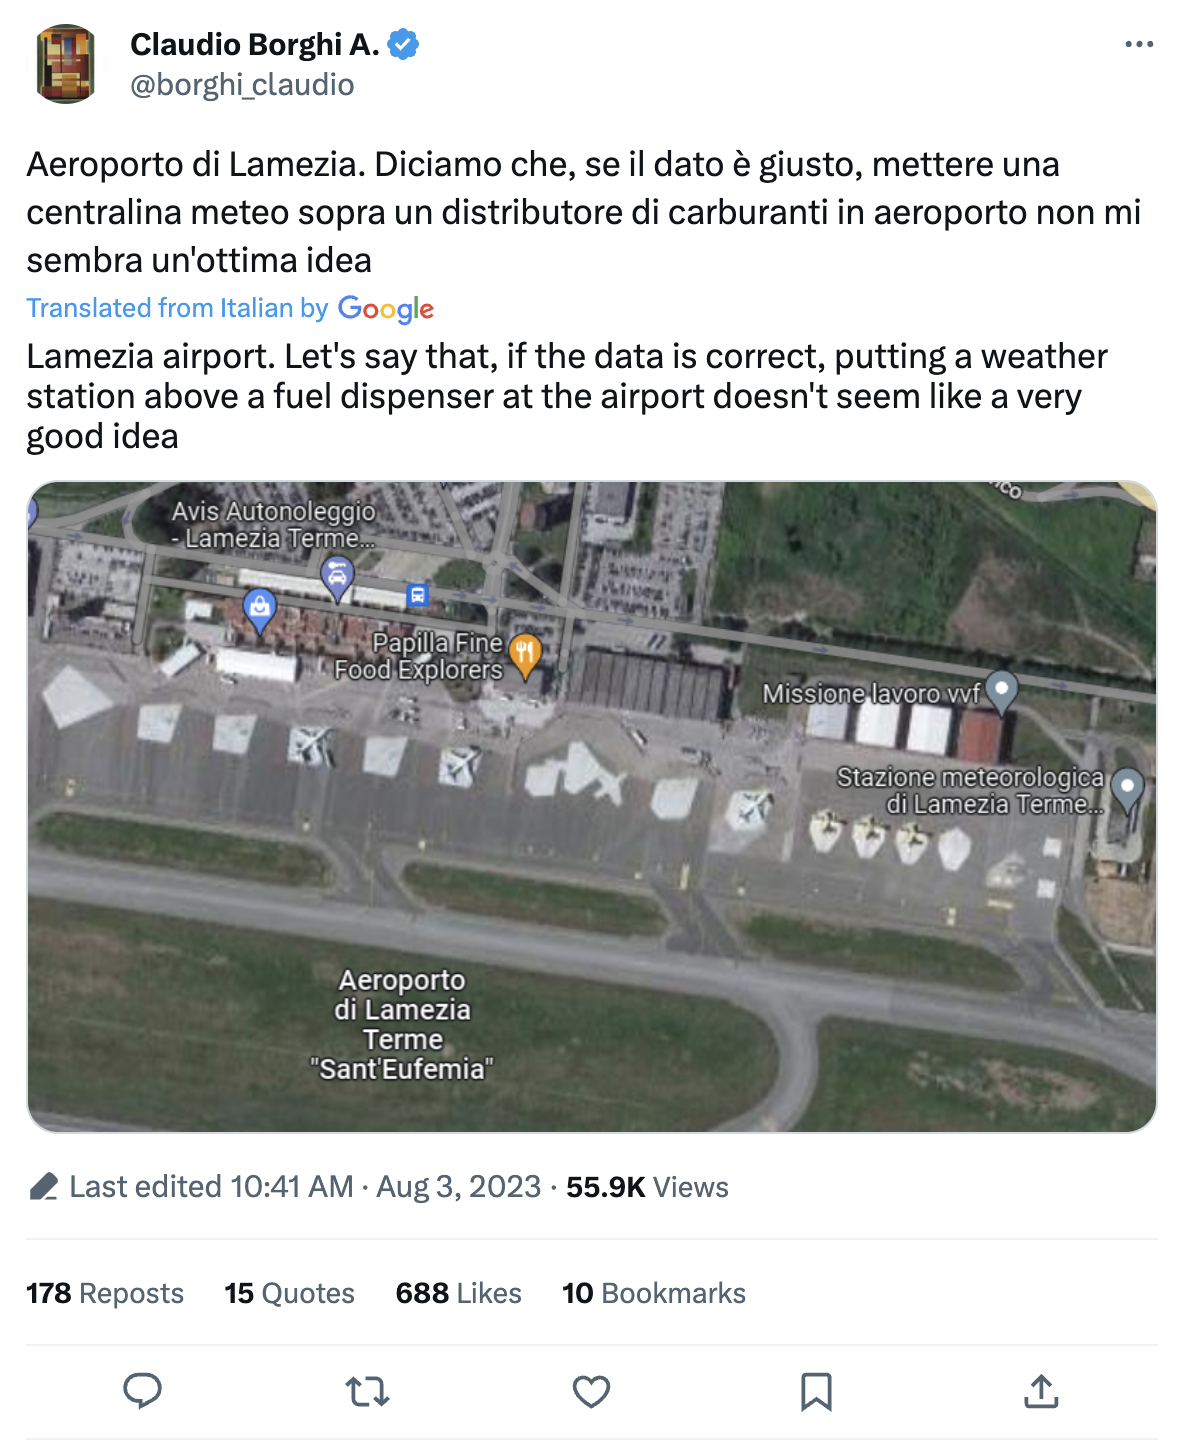 Claudio Borghi A.
@borghi_claudio
Aeroporto di Lamezia. Diciamo che, se il dato è giusto, mettere una
centralina meteo sopra un distributore di carburanti in aeroporto non mi
sembra un'ottima idea
Translated from Italian by Google
Lamezia airport. Let's say that, if the data is correct, putting a weather
station above a fuel dispenser at the airport doesn't seem like a very
good idea
Avis Autonoleggio
- Lamezia Terme...
Papilla Fine
Food Explorers
Missione lavoro vvf
Stazione meteorologica
di Lamezia Terme...
Aeroporto
di Lamezia
Terme
"Sant'Eufemia"
Last edited 10:41 AM · Aug 3, 2023 · 55.9K Views
178 Reposts 15 Quotes 688 Likes 10 Bookmarks